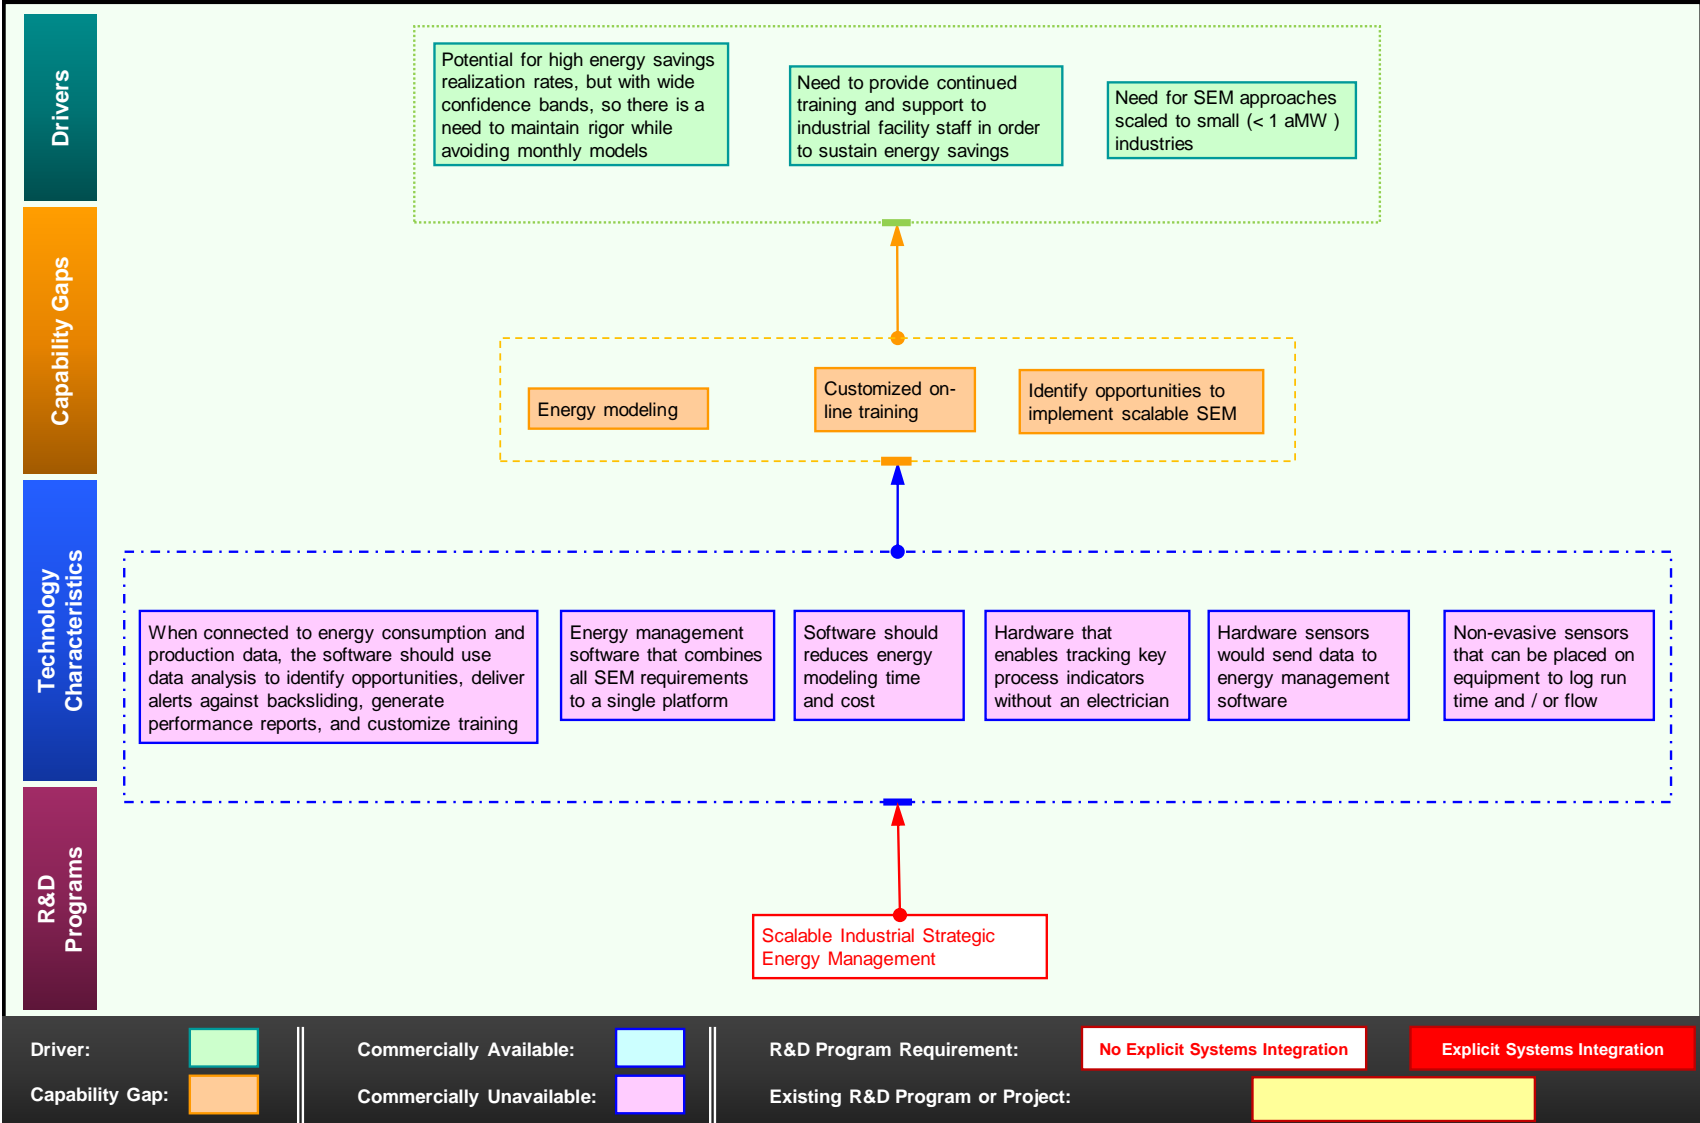 Drivers
Potential for high energy savings
realization rates, but with wide
confidence bands, so there is a
need to maintain rigor while
avoiding monthly models
Need to provide continued
training and support to
industrial facility staff in order
to sustain energy savings
Need for SEM approaches
scaled to small (< 1 aMW )
industries
Capability Gaps
Energy modeling
Customized on-
line training
Identify opportunities to
implement scalable SEM
Technology
Characteristics
When connected to energy consumption and
production data, the software should use
data analysis to identify opportunities, deliver
alerts against backsliding, generate
performance reports, and customize training
Energy management
software that combines
all SEM requirements
to a single platform
Software should
reduces energy
modeling time
and cost
Hardware that
enables tracking key
process indicators
without an electrician
Hardware sensors
would send data to
energy management
software
Non-evasive sensors
that can be placed on
equipment to log run
time and / or flow
R&D
Programs
Scalable Industrial Strategic
Energy Management
Driver:
Capability Gap:
Commercially Available:
Commercially Unavailable:
R&D Program Requirement:
No Explicit Systems Integration
Explicit Systems Integration
Existing R&D Program or Project: